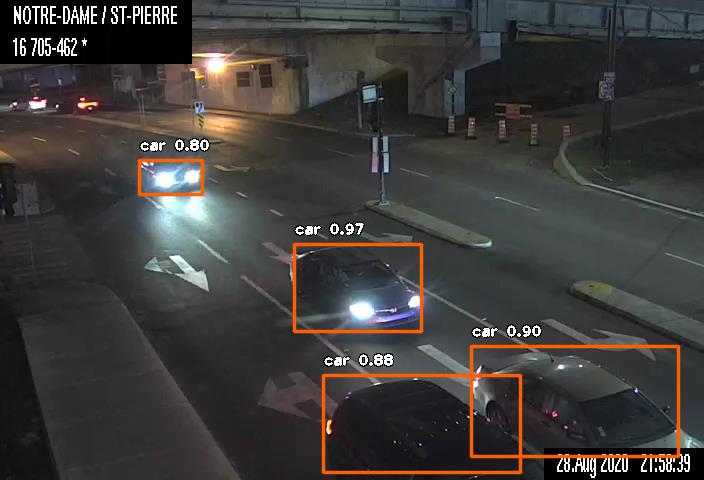 NOTRE-DAME / ST-PIERRE
16 705-462 *
car 0.80
car 0.97
car 0.90
car 0.88
28.Aug 2020 21:58:39